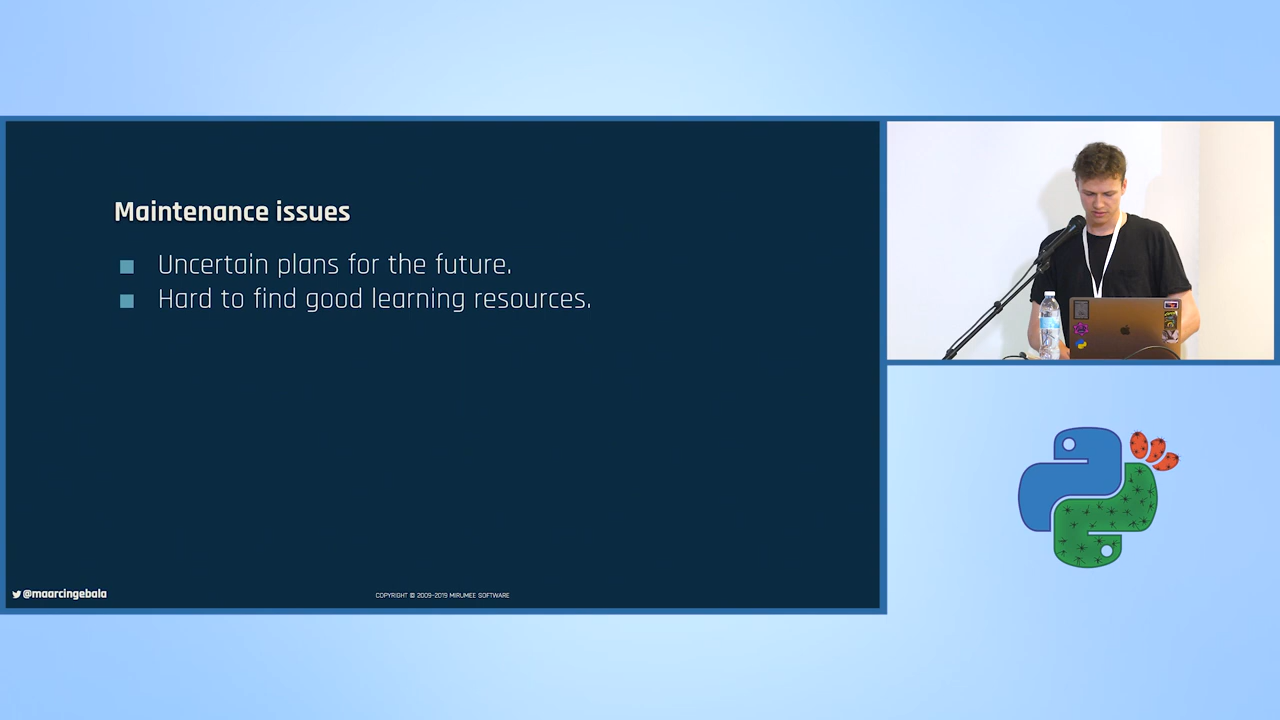 Maintenance issues
Uncertain plans for the future.
Hard to find good learning resources.
@maarcingebala
COPYRIGHT © 2009-2019 MIRUMEE SOFTWARE